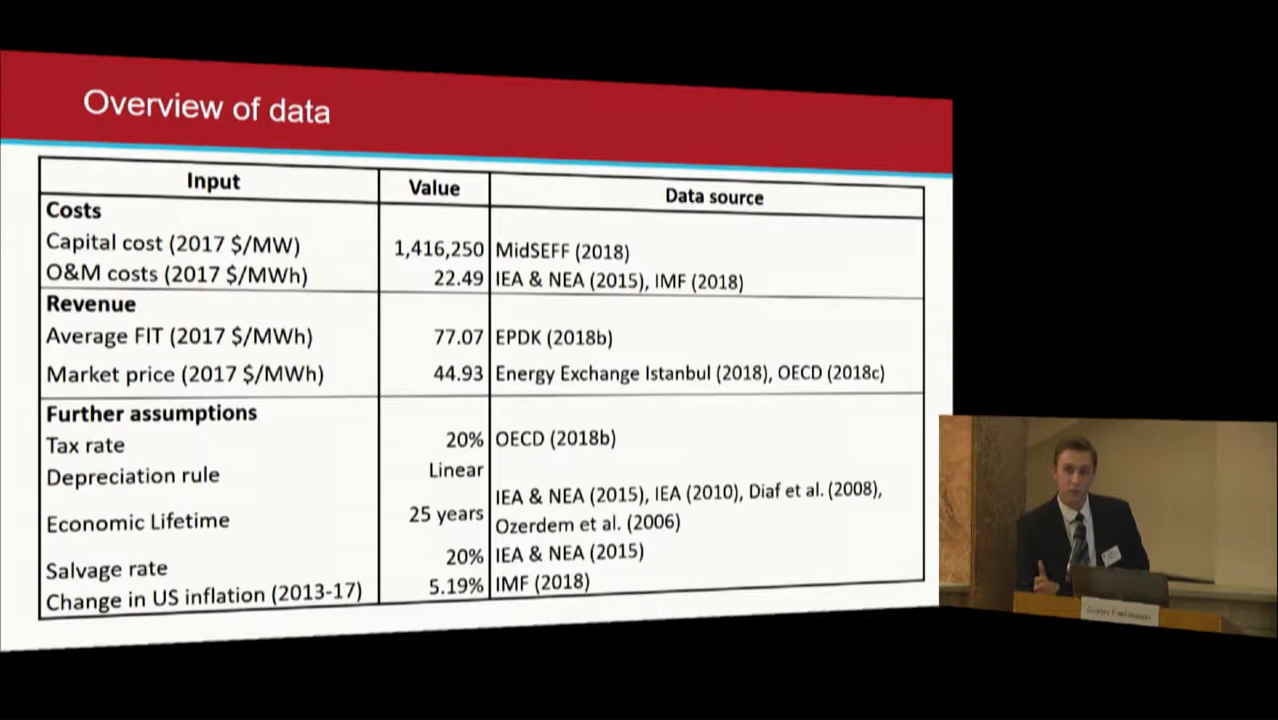 Overview of data
Input Value Data source
Costs
Capital cost (2017 $/MW) 1,416,250 MidSEFF (2018)
O&M costs (2017 $/MWh) 22.49 IEA & NEA (2015), IMF (2018)
Revenue
Average FIT (2017 $/MWh) 77.07 EPDK (2018b)
Market price (2017 $/MWh) 44.93 Energy Exchange Istanbul (2018), OECD (2018c)
Further assumptions
Tax rate 20% OECD (2018b)
Depreciation rule Linear
Economic Lifetime 25 years IEA & NEA (2015), IEA (2010), Diaf et al. (2008),
Ozerdem et al. (2006)
Salvage rate 20% IEA & NEA (2015)
Change in US inflation (2013-17) 5.19% IMF (2018)
Gustav